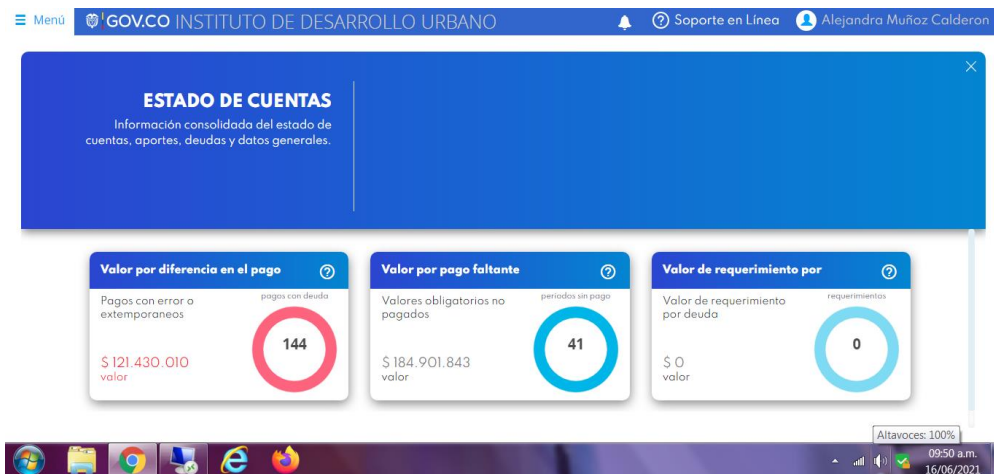 Menú
GOV.CO INSTITUTO DE DESARROLLO URBANO
Soporte en Línea
Alejandra Muñoz Calderon
ESTADO DE CUENTAS
Información consolidada del estado de
cuentas, aportes, deudas y datos generales.
Valor por diferencia en el pago
Pagos con error o
extemporaneos
pagos con deuda
144
$ 121.430.010
valor
Valor por pago faltante
Valores obligatorios no
pagados
periodos sin pago
41
$ 184.901.843
valor
Valor de requerimiento por
Valor de requerimiento
por deuda
requerimientos
0
$ 0
valor
Altavoces: 100%
09:50 a.m.
16/06/2021